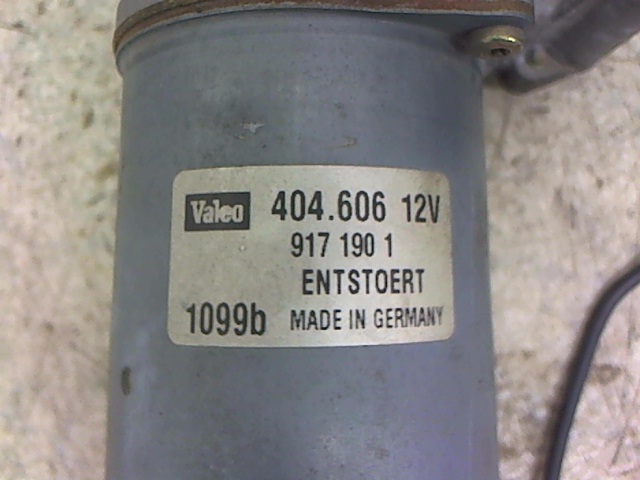 Valeo 404.606 12V
917 190 1
ENTSTOERT
1099b MADE IN GERMANY